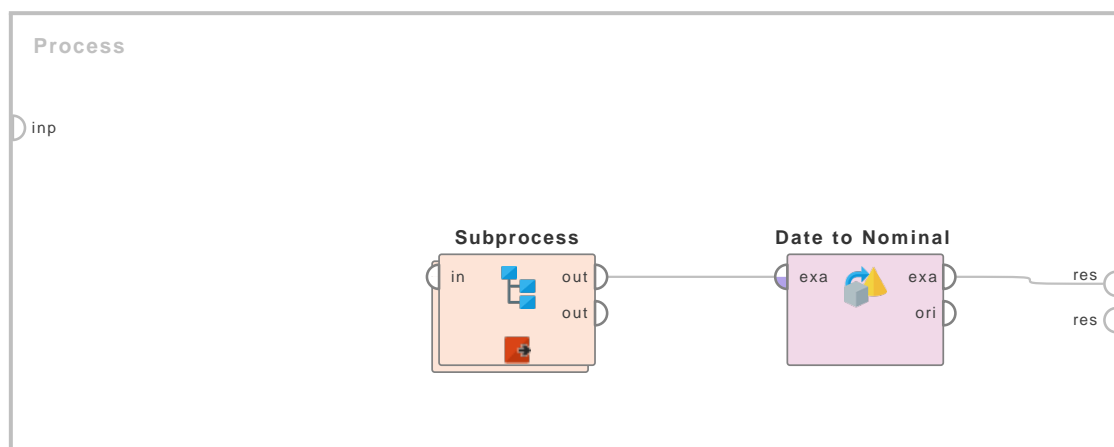 Process
inp
Subprocess
in
out
out
Date to Nominal
exa
exa
ori
res
res